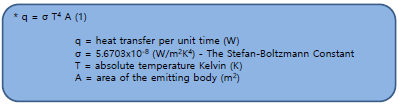 * q = σ T⁴ A (1)
q = heat transfer per unit time (W)
σ = 5.6703x10⁻⁸ (W/m²K⁴) - The Stefan-Boltzmann Constant
T = absolute temperature Kelvin (K)
A = area of the emitting body (m²)